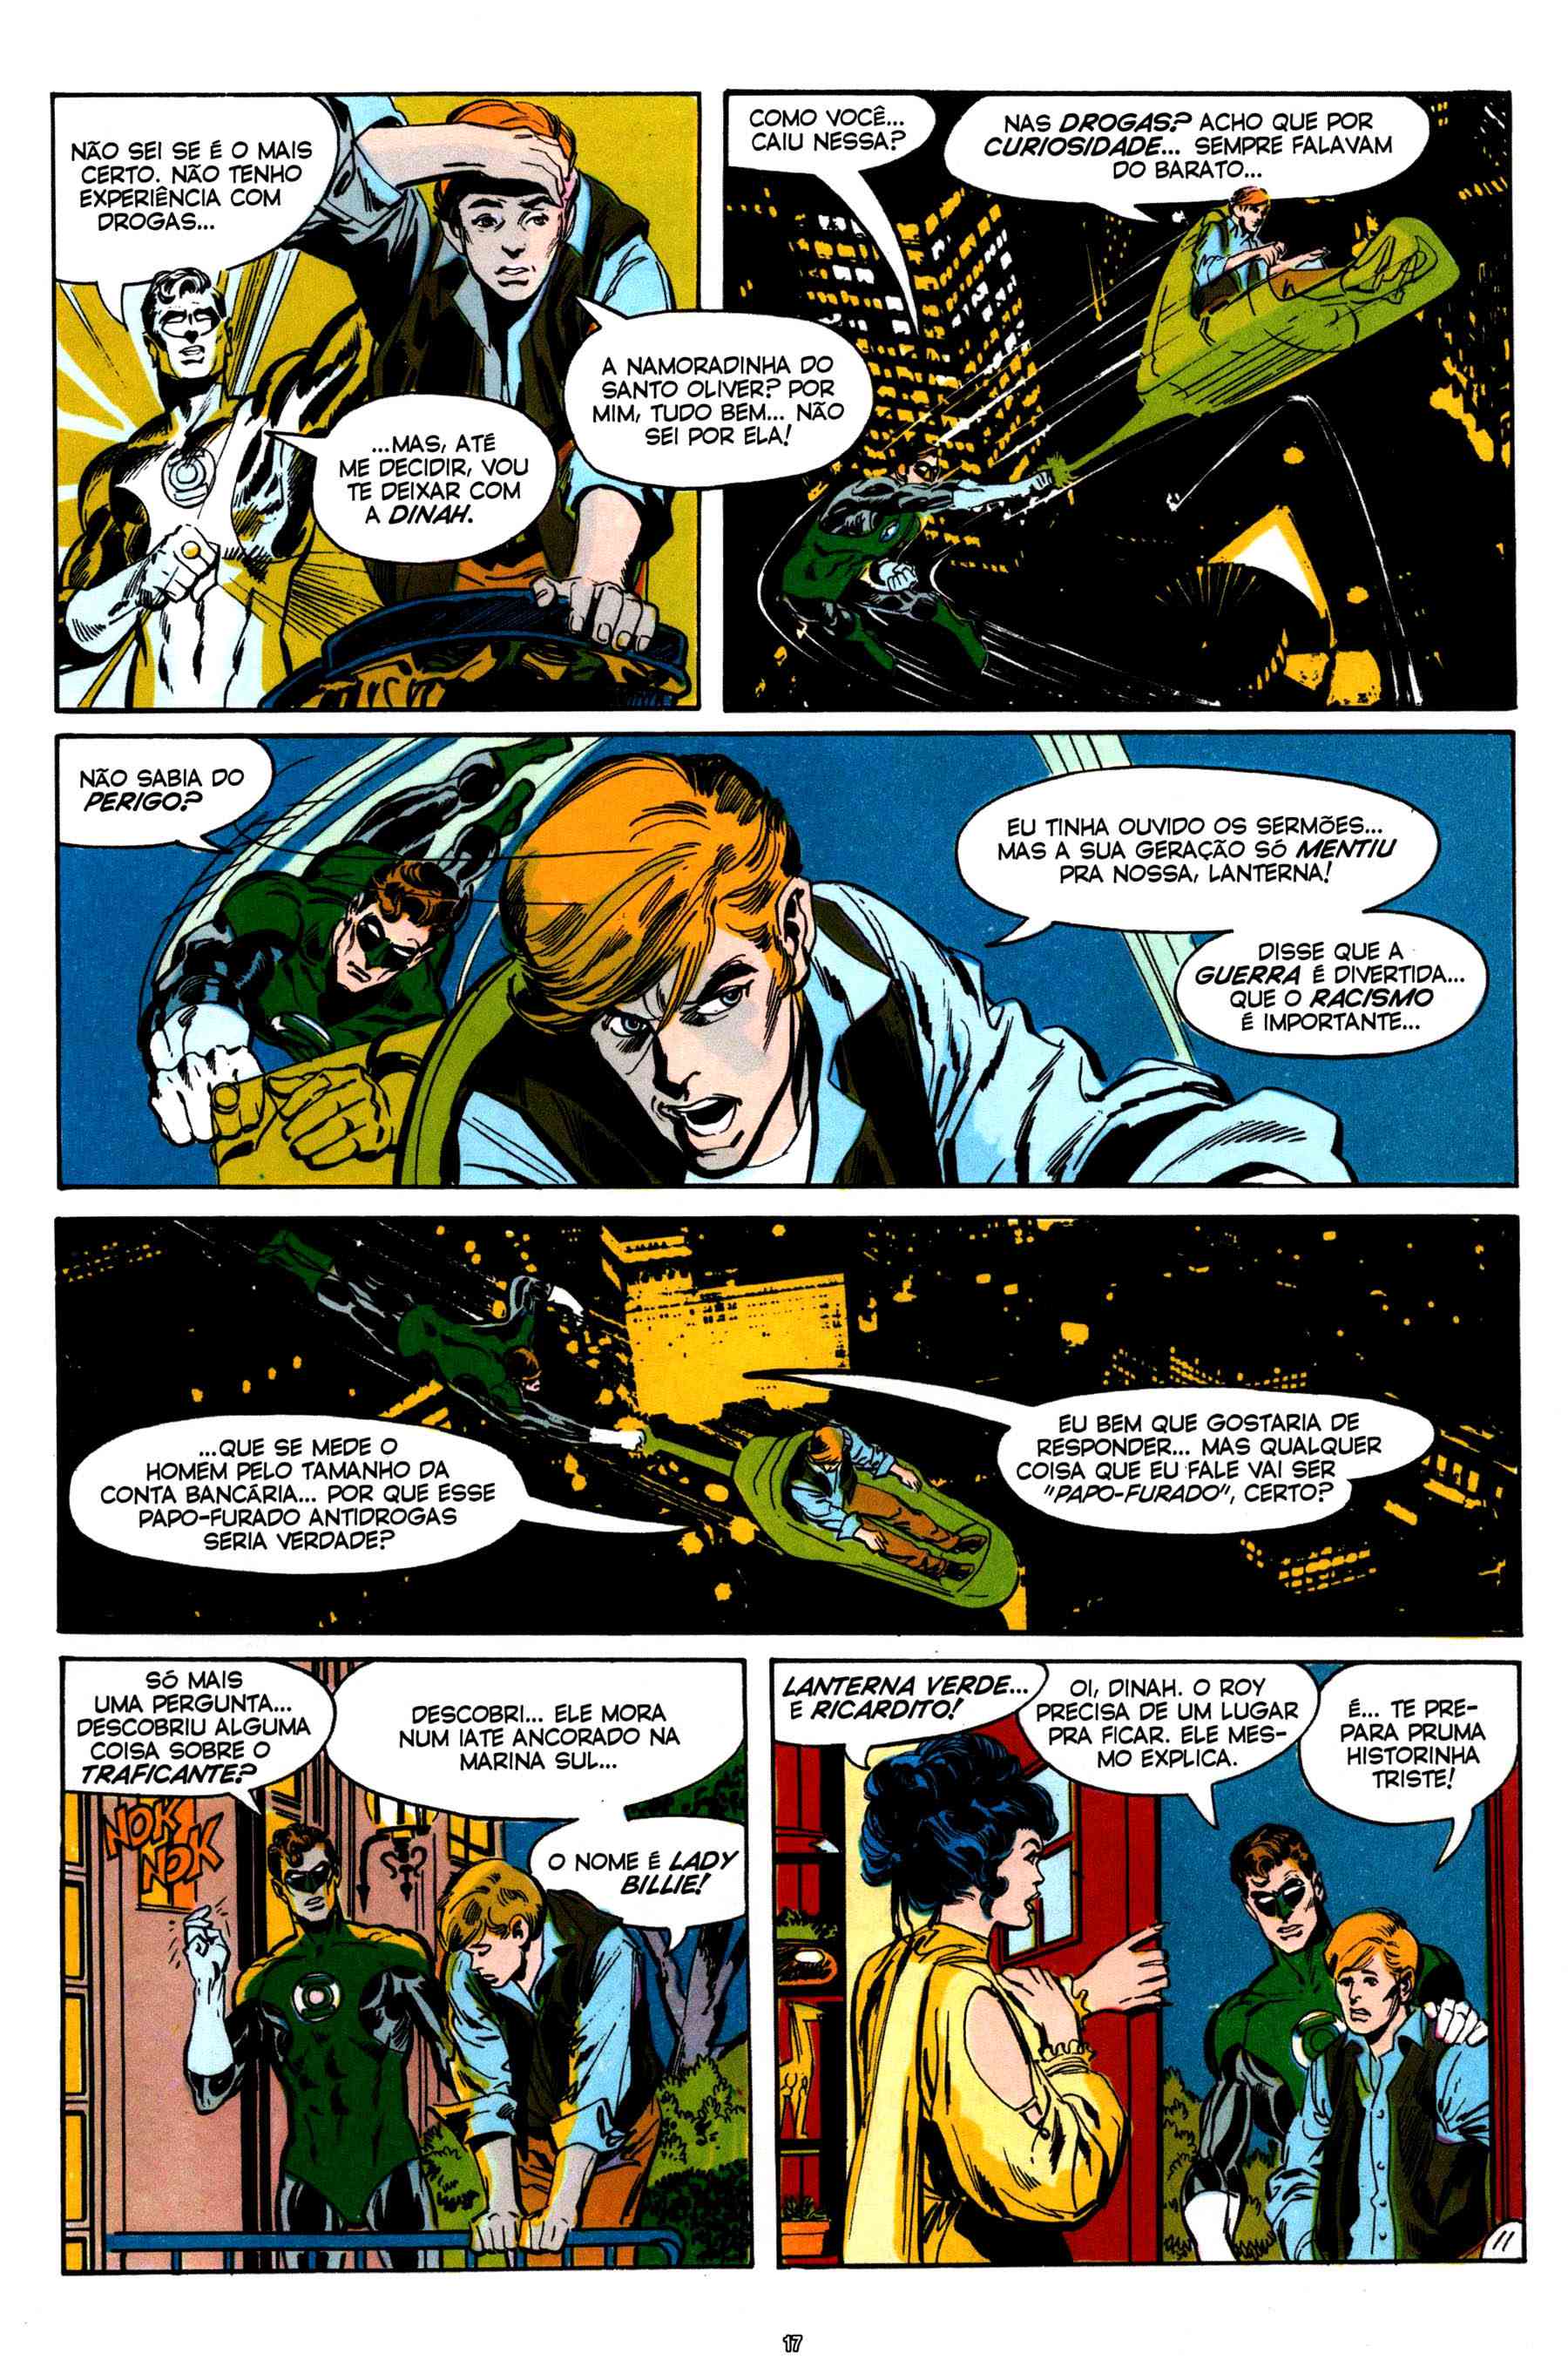 NÃO SEI SE É O MAIS
CERTO. NÃO TENHO
EXPERIÊNCIA COM
DROGAS...
A NAMORADINHA DO
SANTO OLIVER? POR
MIM, TUDO BEM... NÃO
SEI POR ELA!
...MAS, ATÉ
ME DECIDIR, VOU
TE DEIXAR COM
A DINAH.
COMO VOCÊ...
CAIU NESSA?
NAS DROGAS? ACHO QUE POR
CURIOSIDADE... SEMPRE FALAVAM
DO BARATO...
NÃO SABIA DO
PERIGO?
EU TINHA OUVIDO OS SERMÕES...
MAS A SUA GERAÇÃO SÓ MENTIU
PRA NOSSA, LANTERNA!
DISSE QUE A
GUERRA É DIVERTIDA...
QUE O RACISMO
É IMPORTANTE...
...QUE SE MEDE O
HOMEM PELO TAMANHO DA
CONTA BANCÁRIA... POR QUE ESSE
PAPO-FURADO ANTIDROGAS
SERIA VERDADE?
EU BEM QUE GOSTARIA DE
RESPONDER... MAS QUALQUER
COISA QUE EU FALE VAI SER
"PAPO-FURADO", CERTO?
SÓ MAIS
UMA PERGUNTA...
DESCOBRIU ALGUMA
COISA SOBRE O
TRAFICANTE?
DESCOBRI... ELE MORA
NUM IATE ANCORADO NA
MARINA SUL...
NOK
NOK
O NOME É LADY
BILLIE!
LANTERNA VERDE...
E RICARDITO!
OI, DINAH. O ROY
PRECISA DE UM LUGAR
PRA FICAR. ELE MES-
MO EXPLICA.
É... TE PRE-
PARA PRUMA
HISTORINHA
TRISTE!
11
17